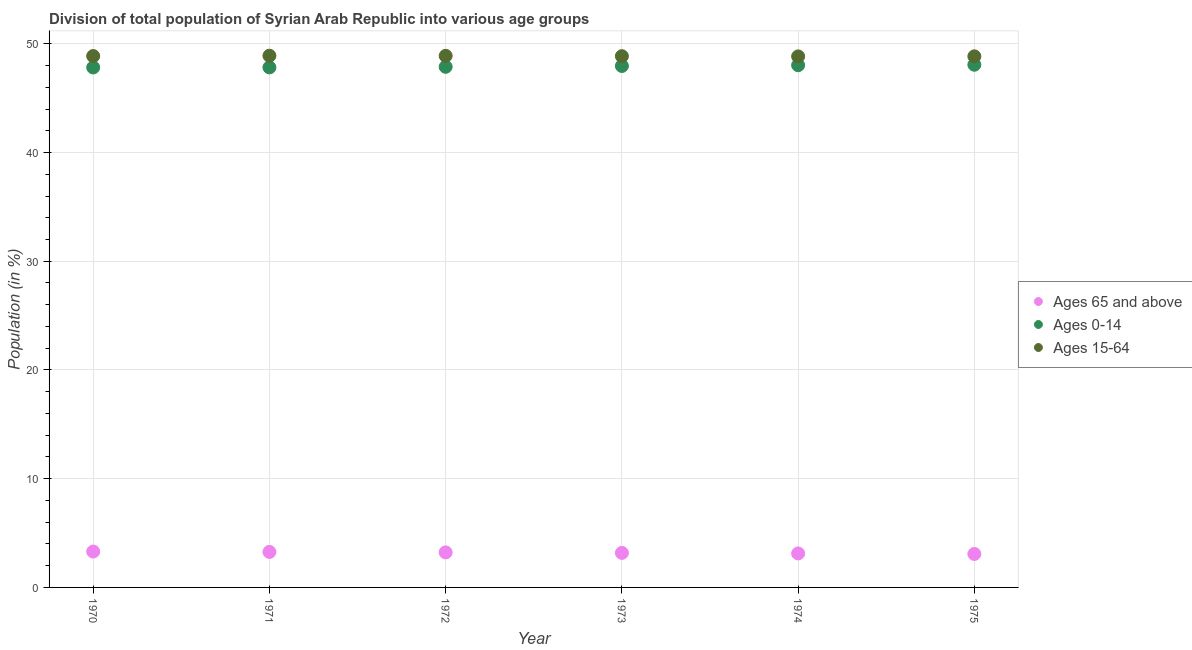 Division of total population of Syrian Arab Republic into various age groups
Population (in %)
50
40
30
20
10
0
1970
1971
1972
1973
1974
1975
Year
Ages 65 and above
Ages 0-14
Ages 15-64